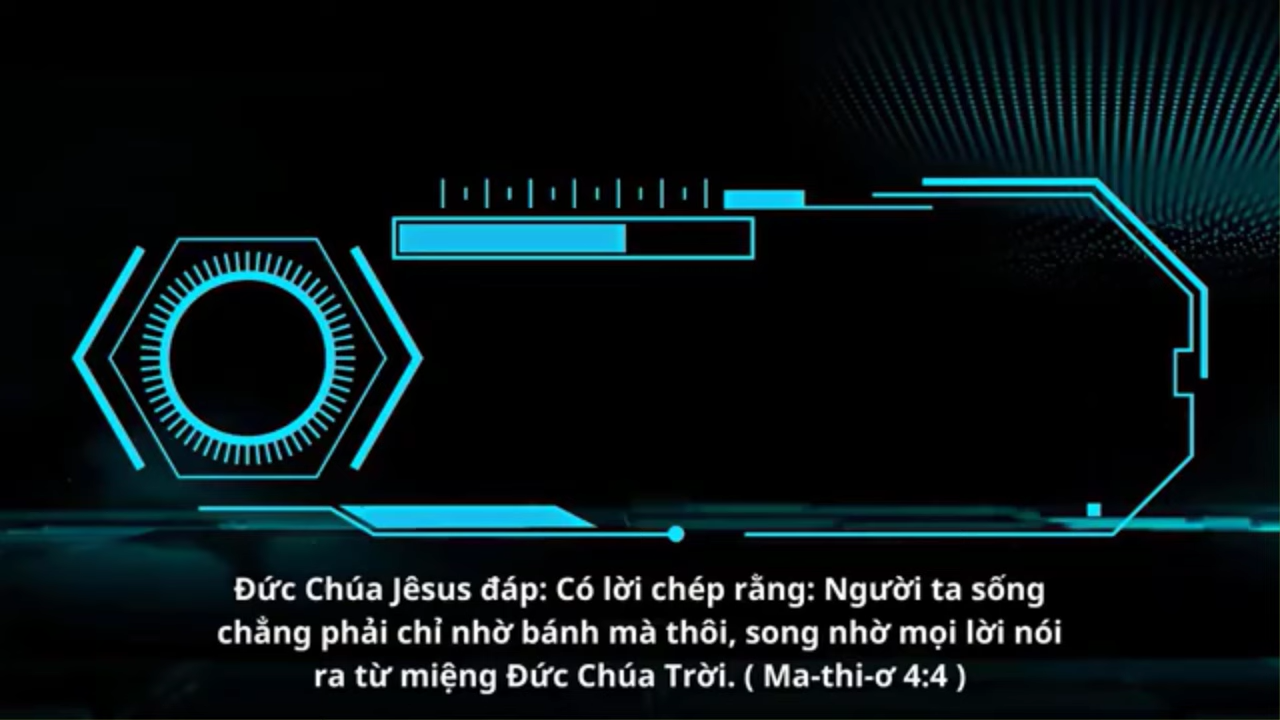 Đức Chúa Jêsus đáp: Có lời chép rằng: Người ta sống
chẳng phải chỉ nhờ bánh mà thôi, song nhờ mọi lời nói
ra từ miệng Đức Chúa Trời. ( Ma-thi-ơ 4:4 )